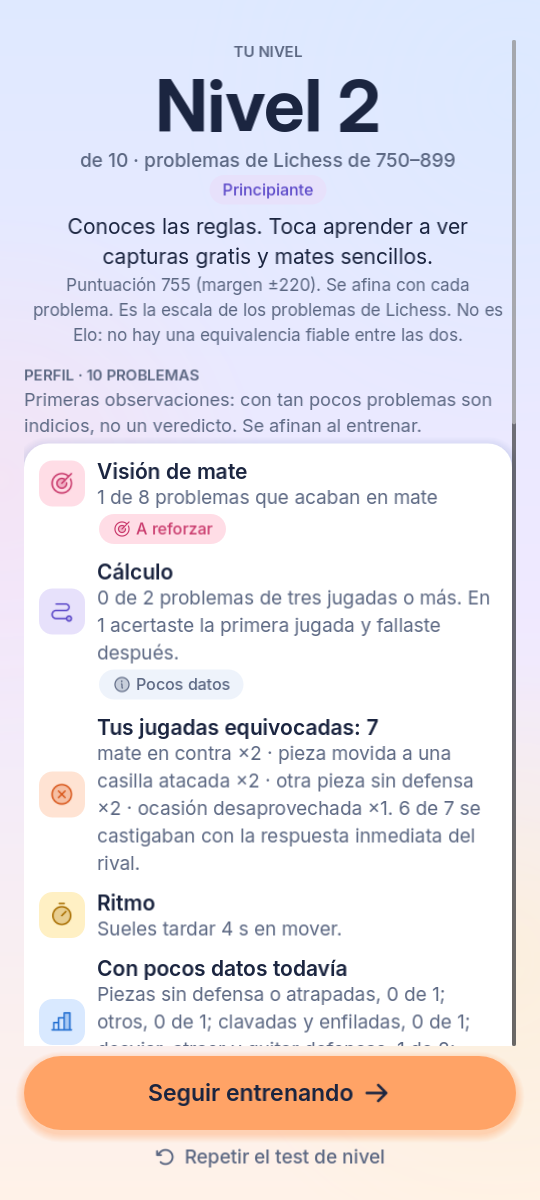 TU NIVEL
Nivel 2
de 10 · problemas de Lichess de 750–899
Principiante
Conoces las reglas. Toca aprender a ver
capturas gratis y mates sencillos.
Puntuación 755 (margen ±220). Se afina con cada
problema. Es la escala de los problemas de Lichess. No es
Elo: no hay una equivalencia fiable entre las dos.
PERFIL · 10 PROBLEMAS
Primeras observaciones: con tan pocos problemas son
indicios, no un veredicto. Se afinan al entrenar.
Visión de mate
1 de 8 problemas que acaban en mate
A reforzar
Cálculo
0 de 2 problemas de tres jugadas o más. En
1 acertaste la primera jugada y fallaste
después.
Pocos datos
Tus jugadas equivocadas: 7
mate en contra ×2 · pieza movida a una
casilla atacada ×2 · otra pieza sin defensa
×2 · ocasión desaprovechada ×1. 6 de 7 se
castigaban con la respuesta inmediata del
rival.
Ritmo
Sueles tardar 4 s en mover.
Con pocos datos todavía
Piezas sin defensa o atrapadas, 0 de 1;
otros, 0 de 1; clavadas y enfiladas, 0 de 1;
Seguir entrenando
Repetir el test de nivel